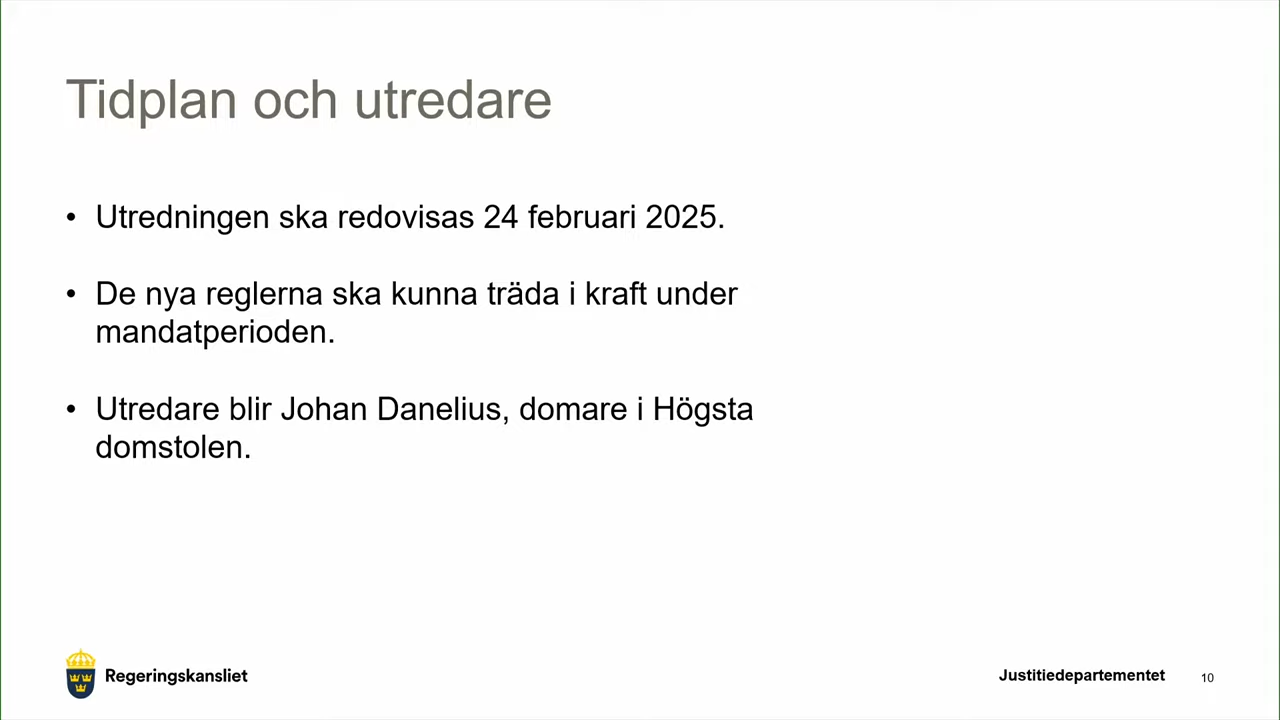 Tidplan och utredare
• Utredningen ska redovisas 24 februari 2025.
• De nya reglerna ska kunna träda i kraft under
mandatperioden.
• Utredare blir Johan Danelius, domare i Högsta
domstolen.
Regeringskansliet
Justitiedepartementet
10